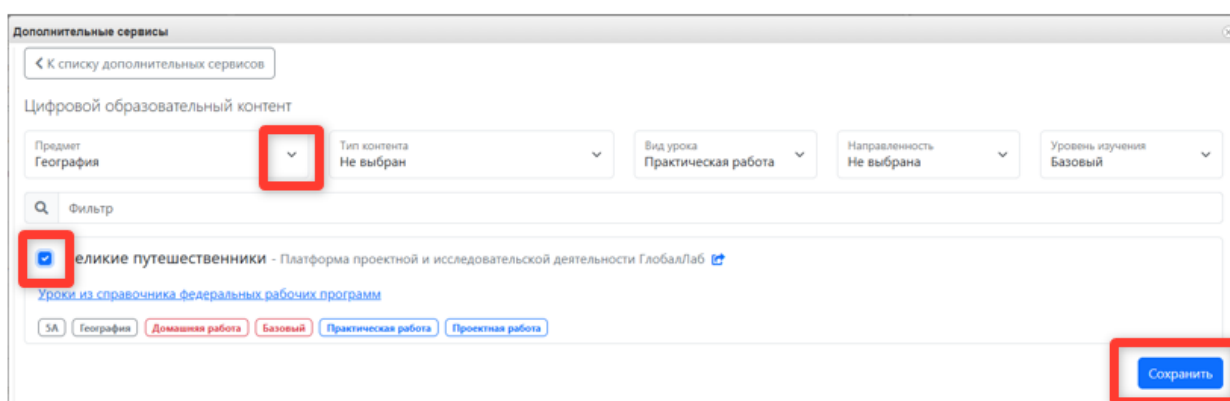 Дополнительные сервисы
К списку дополнительных сервисов
Цифровой образовательный контент
Предмет Тип контента Вид урока Направленность Уровень изучения
География Не выбран Практическая работа Не выбрана Базовый
Фильтр
еликие путешественники - Платформа проектной и исследовательской деятельности ГлобалЛаб
Уроки из справочника федеральных рабочих программ
5А География Домашняя работа Базовый Практическая работа Проектная работа
Сохранить